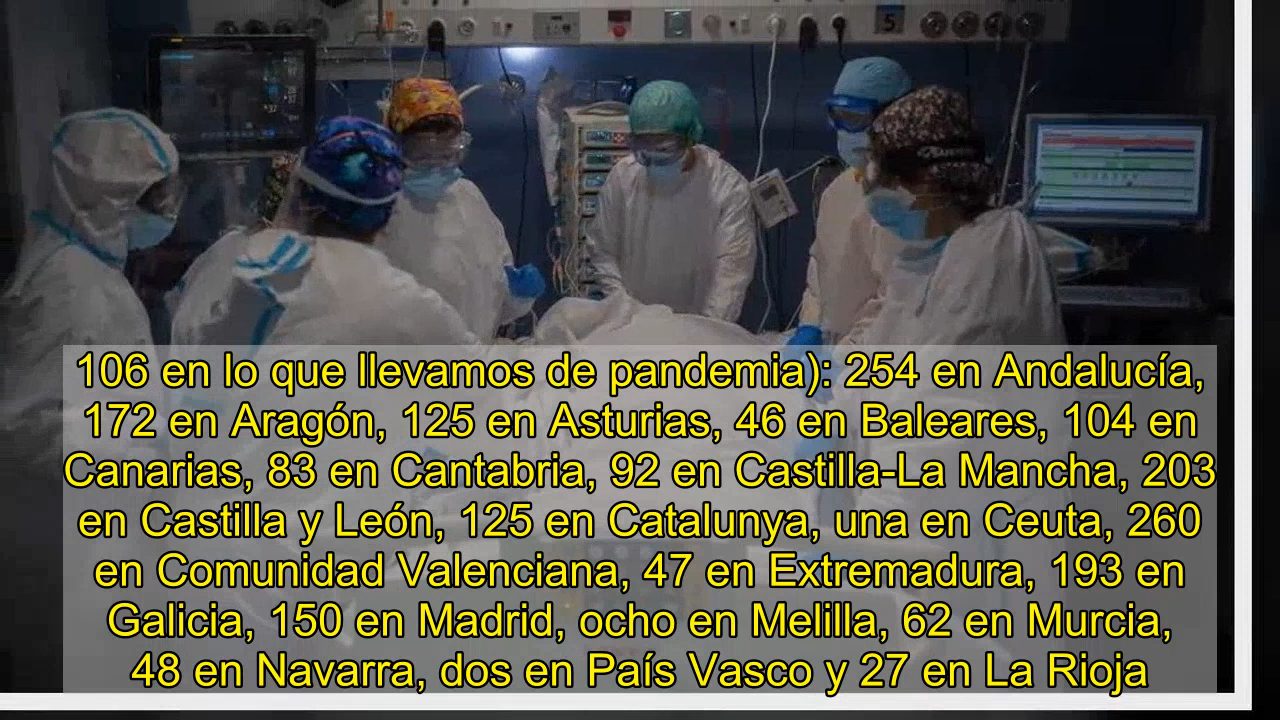 5
106 en lo que llevamos de pandemia): 254 en Andalucía,
172 en Aragón, 125 en Asturias, 46 en Baleares, 104 en
Canarias, 83 en Cantabria, 92 en Castilla-La Mancha, 203
en Castilla y León, 125 en Catalunya, una en Ceuta, 260
en Comunidad Valenciana, 47 en Extremadura, 193 en
Galicia, 150 en Madrid, ocho en Melilla, 62 en Murcia,
48 en Navarra, dos en País Vasco y 27 en La Rioja